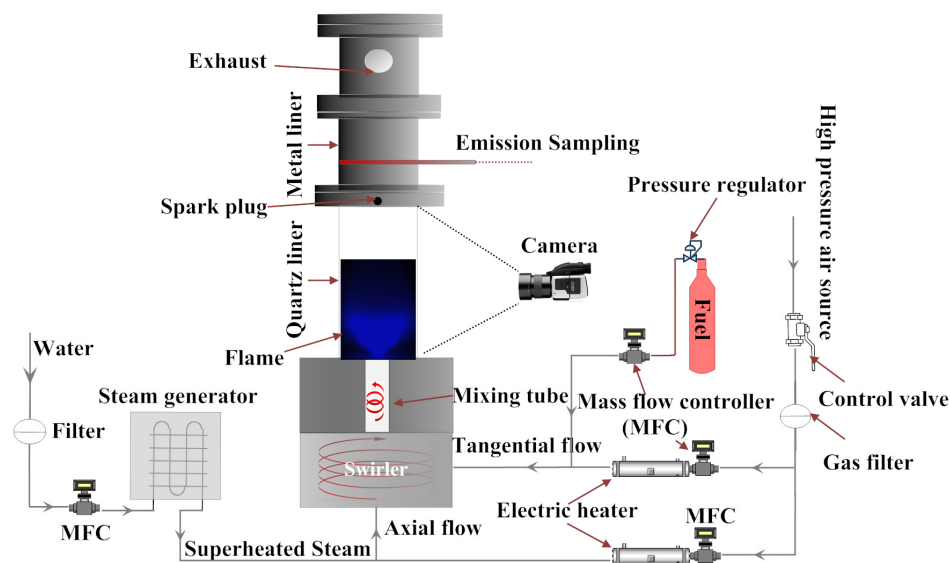 Exhaust
Metal liner
Emission Sampling
High pressure air source
Pressure regulator
Spark plug
Camera
Quartz liner
Fuel
Flame
Water
Steam generator
Mixing tube
Mass flow controller
(MFC)
Control valve
Filter
Tangential flow
Gas filter
Swirler
MFC
Electric heater
MFC
Axial flow
Superheated Steam